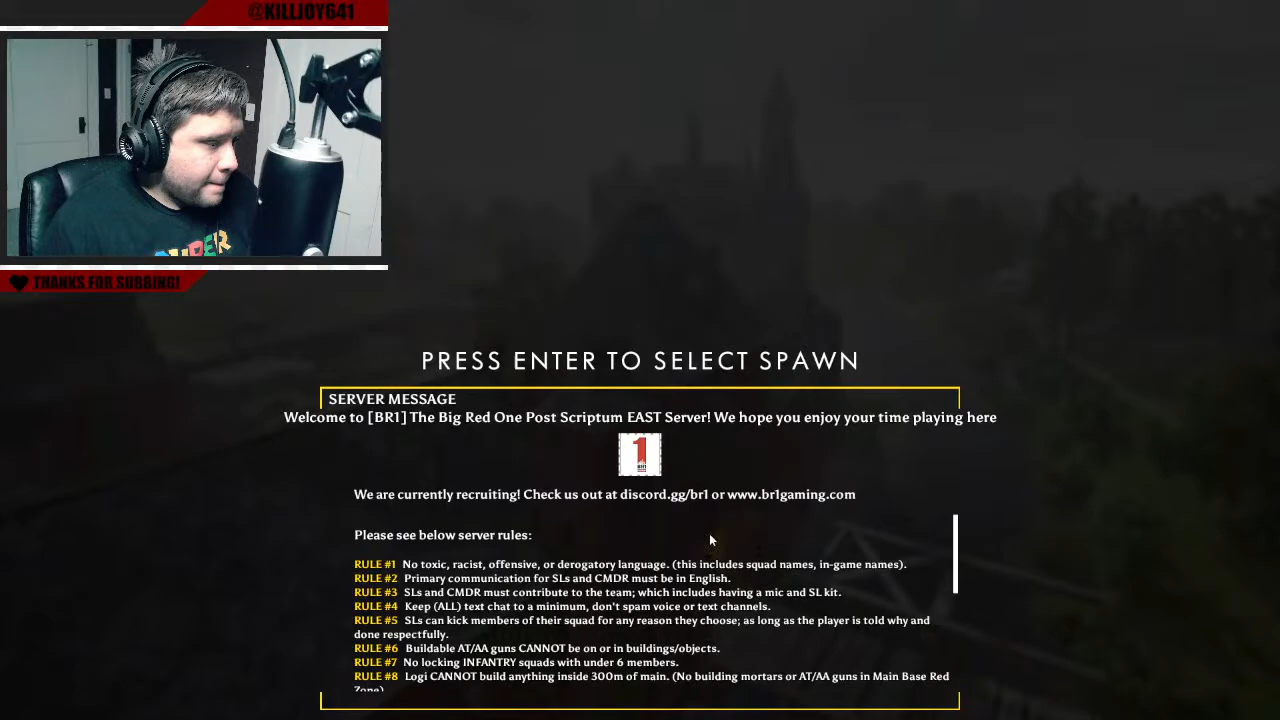 @KILLJOY641
THANKS FOR SUBBING!
PRESS ENTER TO SELECT SPAWN
SERVER MESSAGE
Welcome to [BR1] The Big Red One Post Scriptum EAST Server! We hope you enjoy your time playing here
1
We are currently recruiting! Check us out at discord.gg/br1 or www.br1gaming.com
Please see below server rules:
RULE #1 No toxic, racist, offensive, or derogatory language. (this includes squad names, in-game names).
RULE #2 Primary communication for SLs and CMDR must be in English.
RULE #3 SLs and CMDR must contribute to the team; which includes having a mic and SL kit.
RULE #4 Keep (ALL) text chat to a minimum, don't spam voice or text channels.
RULE #5 SLs can kick members of their squad for any reason they choose; as long as the player is told why and
done respectfully.
RULE #6 Buildable AT/AA guns CANNOT be on or in buildings/objects.
RULE #7 No locking INFANTRY squads with under 6 members.
RULE #8 Logi CANNOT build anything inside 300m of main. (No building mortars or AT/AA guns in Main Base Red
Zone)